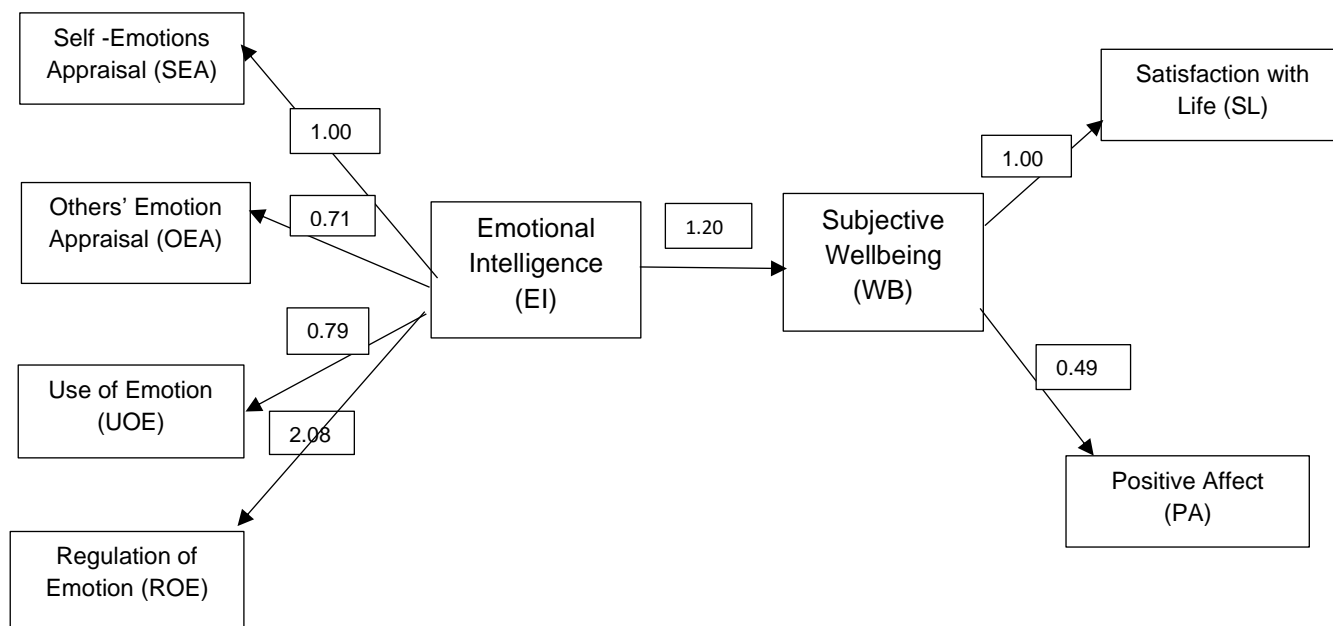 Self -Emotions
Appraisal (SEA)
Satisfaction with
Life (SL)
1.00
1.00
Others’ Emotion
Appraisal (OEA)
0.71
Emotional
Intelligence
(EI)
1.20
Subjective
Wellbeing
(WB)
0.79
0.49
Use of Emotion
(UOE)
2.08
Positive Affect
(PA)
Regulation of
Emotion (ROE)